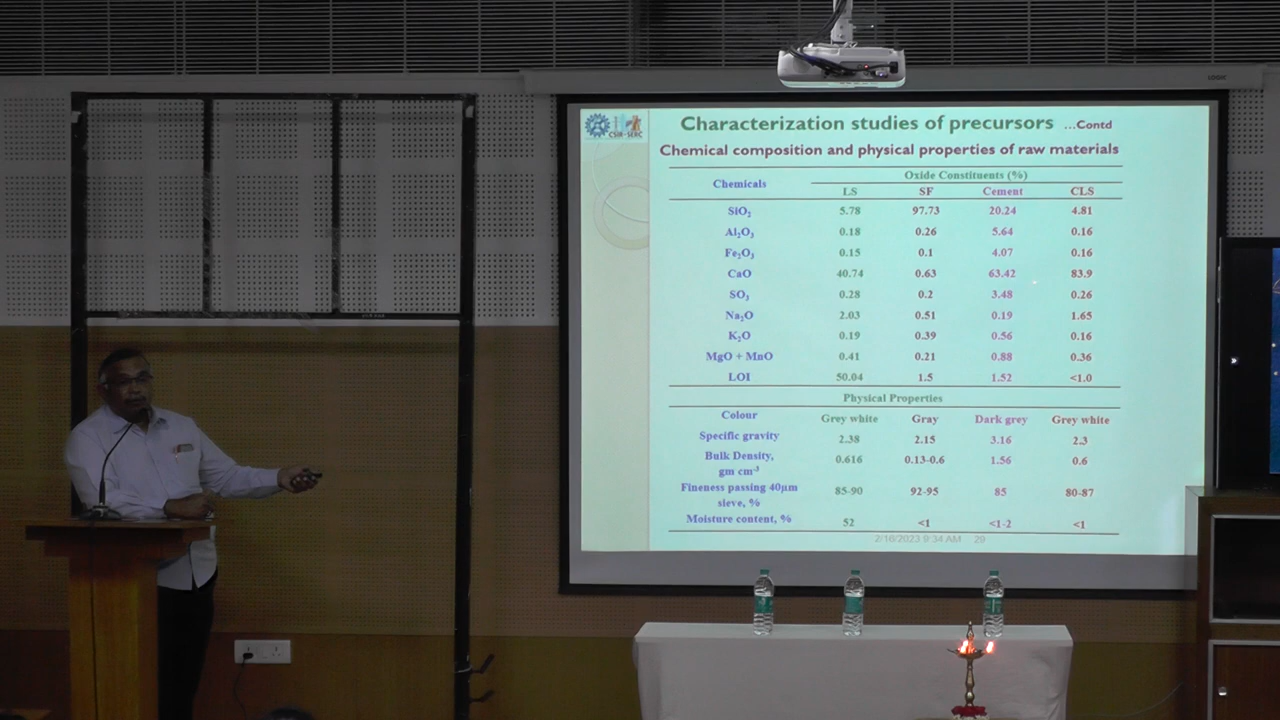 LOGIC
CSIR-SERC
Characterization studies of precursors ...Contd
Chemical composition and physical properties of raw materials
Chemicals Oxide Constituents (%)
LS SF Cement CLS
SiO₂ 5.78 97.73 20.24 4.81
Al₂O₃ 0.18 0.26 5.64 0.16
Fe₂O₃ 0.15 0.1 4.07 0.16
CaO 40.74 0.63 63.42 83.9
SO₃ 0.28 0.2 3.48 0.26
Na₂O 2.03 0.51 0.19 1.65
K₂O 0.19 0.39 0.56 0.16
MgO + MnO 0.41 0.21 0.88 0.36
LOI 50.04 1.5 1.52 <1.0
Physical Properties
Colour Grey white Gray Dark grey Grey white
Specific gravity 2.38 2.15 3.16 2.3
Bulk Density, 0.616 0.13-0.6 1.56 0.6
gm cm⁻³
Fineness passing 40µm 85-90 92-95 85 80-87
sieve, %
Moisture content, % 52 <1 <1-2 <1
2/16/2023 9:34 AM 29